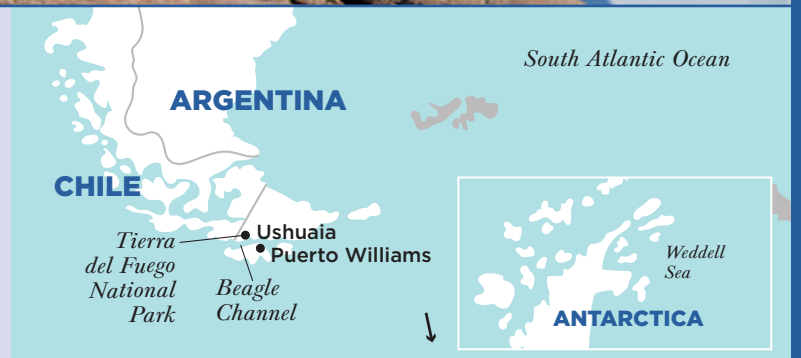 South Atlantic Ocean
ARGENTINA
CHILE
Ushuaia
Puerto Williams
Tierra
del Fuego
National
Park
Beagle
Channel
Weddell
Sea
ANTARCTICA